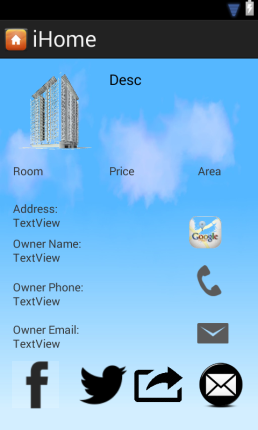 iHome
Desc
Room Price Area
Address:
TextView
Google
Owner Name:
TextView
Owner Phone:
TextView
Owner Email:
TextView